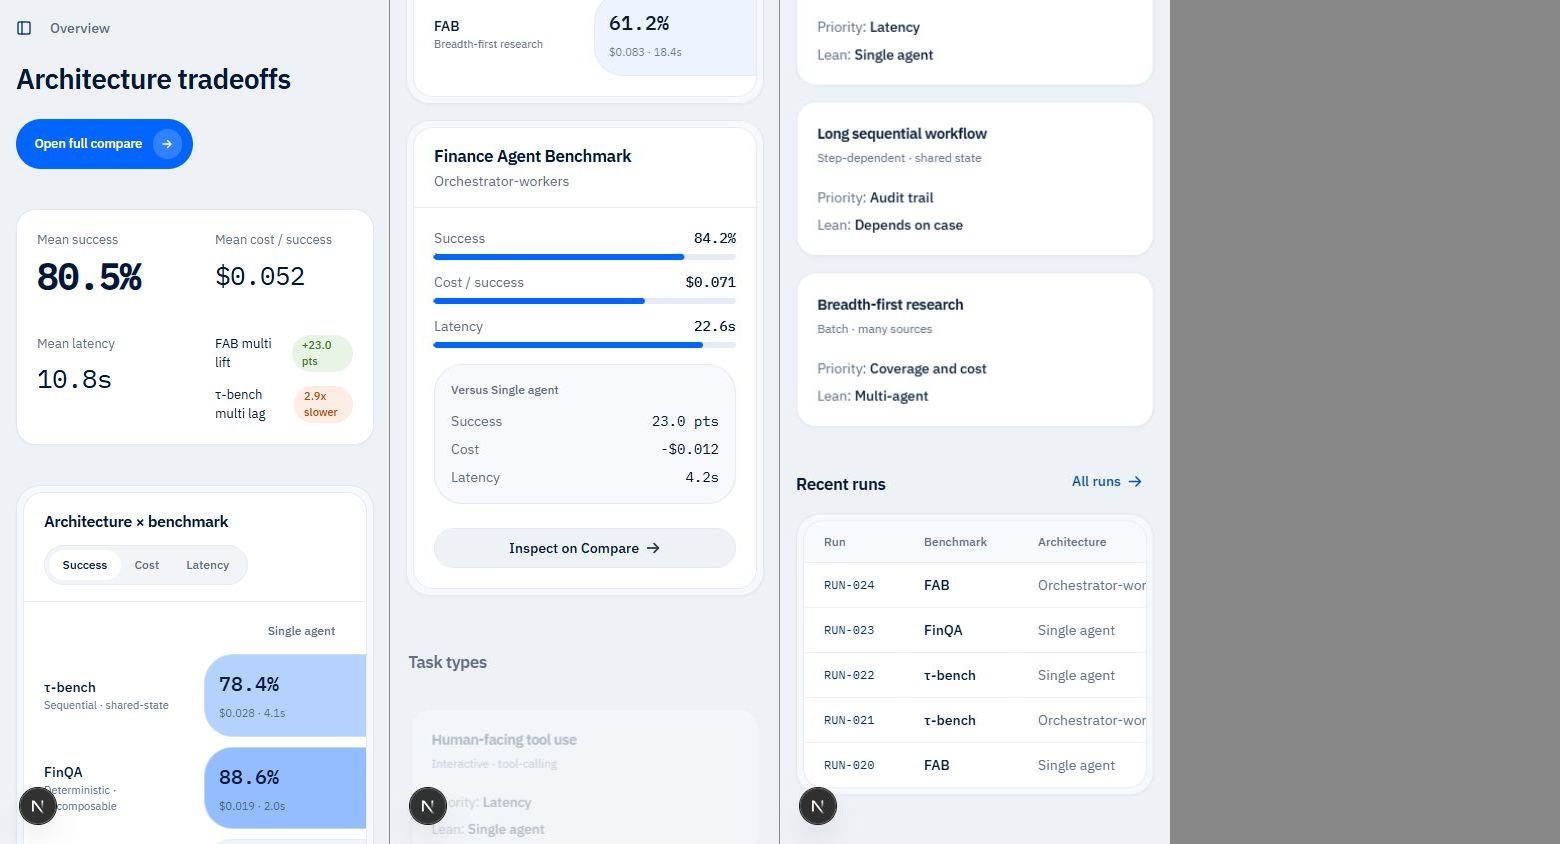 Overview
Architecture tradeoffs
Open full compare
Mean success
80.5%
Mean cost / success
$0.052
Mean latency
10.8s
FAB multi
lift
+23.0
pts
τ-bench
multi lag
2.9x
slower
Architecture × benchmark
Success Cost Latency
Single agent
τ-bench
Sequential · shared-state
78.4%
$0.028 · 4.1s
FinQA
Deterministic ·
composable
88.6%
$0.019 · 2.0s
N
FAB
Breadth-first research
61.2%
$0.083 · 18.4s
Finance Agent Benchmark
Orchestrator-workers
Success 84.2%
Cost / success $0.071
Latency 22.6s
Versus Single agent
Success 23.0 pts
Cost -$0.012
Latency 4.2s
Inspect on Compare
Task types
Human-facing tool use
Interactive · tool-calling
Priority: Latency
Lean: Single agent
N
Priority: Latency
Lean: Single agent
Long sequential workflow
Step-dependent · shared state
Priority: Audit trail
Lean: Depends on case
Breadth-first research
Batch · many sources
Priority: Coverage and cost
Lean: Multi-agent
Recent runs
All runs
Run Benchmark Architecture
RUN-024 FAB Orchestrator-wor
RUN-023 FinQA Single agent
RUN-022 τ-bench Single agent
RUN-021 τ-bench Orchestrator-wor
RUN-020 FAB Single agent
N